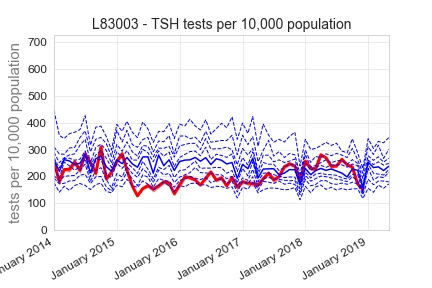 L83003 - TSH tests per 10,000 population
tests per 10,000 population
700
600
500
400
300
200
100
0
nuary 2014
January 2015
January 2016
January 2017
January 2018
January 2019